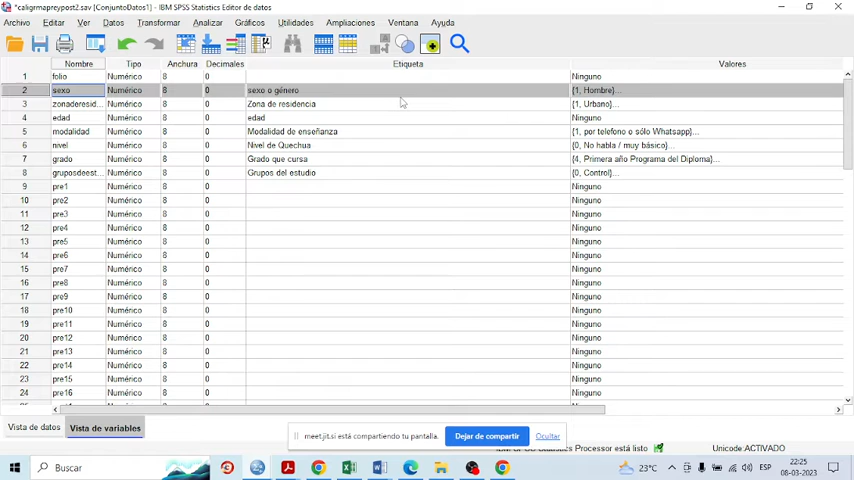 *caligrmaprepost2.sav [ConjuntoDatos1] - IBM SPSS Statistics Editor de datos
Archivo Editar Ver Datos Transformar Analizar Gráficos Utilidades Ampliaciones Ventana Ayuda
Nombre Tipo Anchura Decimales Etiqueta Valores
1 folio Numérico 8 0 Ninguno
2 sexo Numérico 8 0 sexo o género {1, Hombre}...
3 zonaderesid... Numérico 8 0 Zona de residencia {1, Urbano}...
4 edad Numérico 8 0 edad Ninguno
5 modalidad Numérico 8 0 Modalidad de enseñanza {1, por telefono o sólo Whatsapp}...
6 nivel Numérico 8 0 Nivel de Quechua {0, No habla / muy básico}...
7 grado Numérico 8 0 Grado que cursa {4, Primera año Programa del Diploma}...
8 gruposdeest... Numérico 8 0 Grupos del estudio {0, Control}...
9 pre1 Numérico 8 0 Ninguno
10 pre2 Numérico 8 0 Ninguno
11 pre3 Numérico 8 0 Ninguno
12 pre4 Numérico 8 0 Ninguno
13 pre5 Numérico 8 0 Ninguno
14 pre6 Numérico 8 0 Ninguno
15 pre7 Numérico 8 0 Ninguno
16 pre8 Numérico 8 0 Ninguno
17 pre9 Numérico 8 0 Ninguno
18 pre10 Numérico 8 0 Ninguno
19 pre11 Numérico 8 0 Ninguno
20 pre12 Numérico 8 0 Ninguno
21 pre13 Numérico 8 0 Ninguno
22 pre14 Numérico 8 0 Ninguno
23 pre15 Numérico 8 0 Ninguno
24 pre16 Numérico 8 0 Ninguno
Vista de datos Vista de variables
meet.jit.si está compartiendo tu pantalla. Dejar de compartir Ocultar
Statistics Processor está listo Unicode:ACTIVADO
Buscar 23°C ESP 22:25
08-03-2023